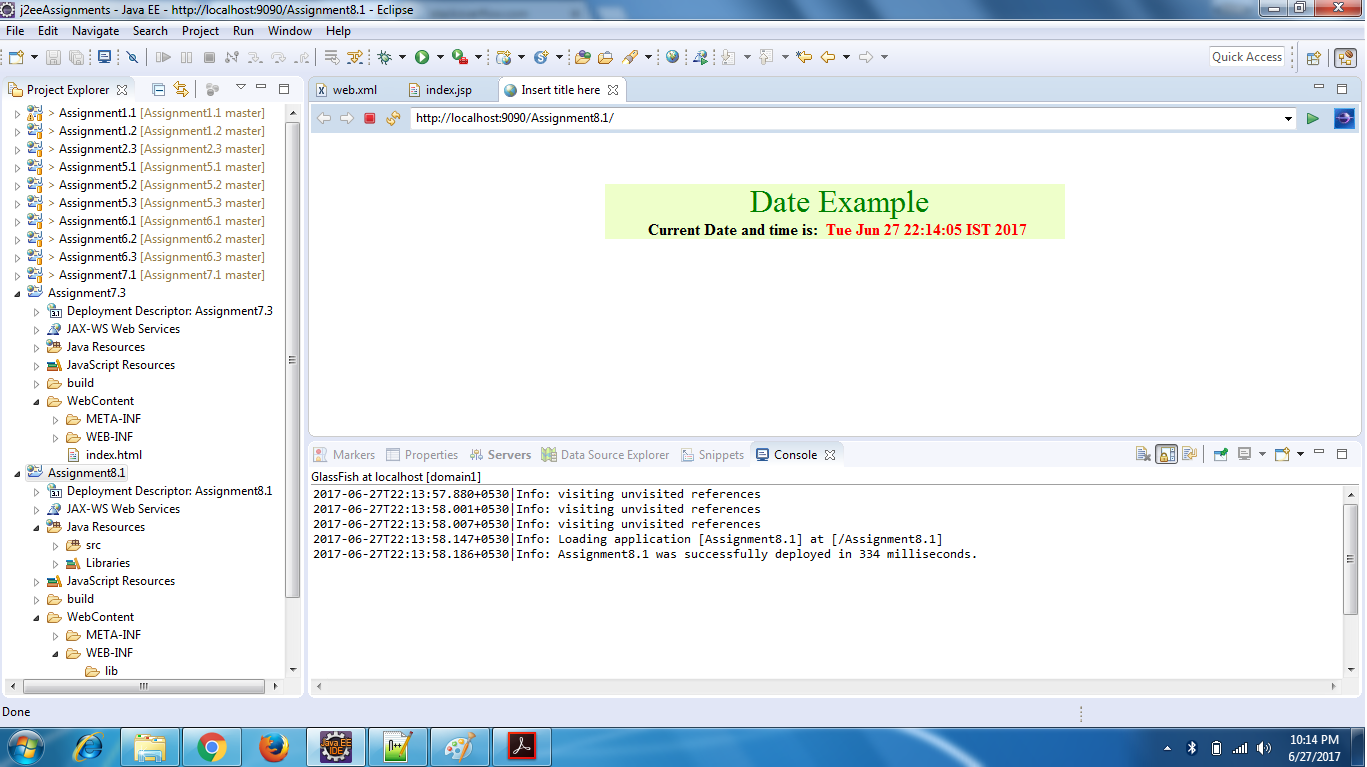 j2eeAssignments - Java EE - http://localhost:9090/Assignment8.1 - Eclipse
File Edit Navigate Search Project Run Window Help
Quick Access
Project Explorer
> Assignment1.1 [Assignment1.1 master]
> Assignment1.2 [Assignment1.2 master]
> Assignment2.3 [Assignment2.3 master]
> Assignment5.1 [Assignment5.1 master]
> Assignment5.2 [Assignment5.2 master]
> Assignment5.3 [Assignment5.3 master]
> Assignment6.1 [Assignment6.1 master]
> Assignment6.2 [Assignment6.2 master]
> Assignment6.3 [Assignment6.3 master]
> Assignment7.1 [Assignment7.1 master]
Assignment7.3
Deployment Descriptor: Assignment7.3
JAX-WS Web Services
Java Resources
JavaScript Resources
build
WebContent
META-INF
WEB-INF
index.html
Assignment8.1
Deployment Descriptor: Assignment8.1
JAX-WS Web Services
Java Resources
src
Libraries
JavaScript Resources
build
WebContent
META-INF
WEB-INF
lib
web.xml index.jsp Insert title here
http://localhost:9090/Assignment8.1/
Date Example
Current Date and time is: Tue Jun 27 22:14:05 IST 2017
Markers Properties Servers Data Source Explorer Snippets Console
GlassFish at localhost [domain1]
2017-06-27T22:13:57.880+0530|Info: visiting unvisited references
2017-06-27T22:13:58.001+0530|Info: visiting unvisited references
2017-06-27T22:13:58.007+0530|Info: visiting unvisited references
2017-06-27T22:13:58.147+0530|Info: Loading application [Assignment8.1] at [/Assignment8.1]
2017-06-27T22:13:58.186+0530|Info: Assignment8.1 was successfully deployed in 334 milliseconds.
Done
Java EE
IDE
10:14 PM
6/27/2017